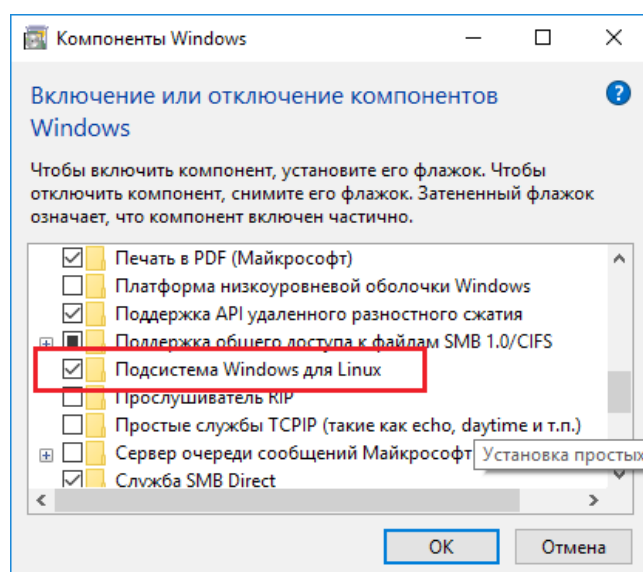 Компоненты Windows
Включение или отключение компонентов
Windows
Чтобы включить компонент, установите его флажок. Чтобы
отключить компонент, снимите его флажок. Затененный флажок
означает, что компонент включен частично.
Печать в PDF (Майкрософт)
Платформа низкоуровневой оболочки Windows
Поддержка API удаленного разностного сжатия
Поддержка общего доступа к файлам SMB 1.0/CIFS
Подсистема Windows для Linux
Прослушиватель RIP
Простые службы TCPIP (такие как echo, daytime и т.п.)
Сервер очереди сообщений Майкрософт
Установка простых
Служба SMB Direct
ОК
Отмена